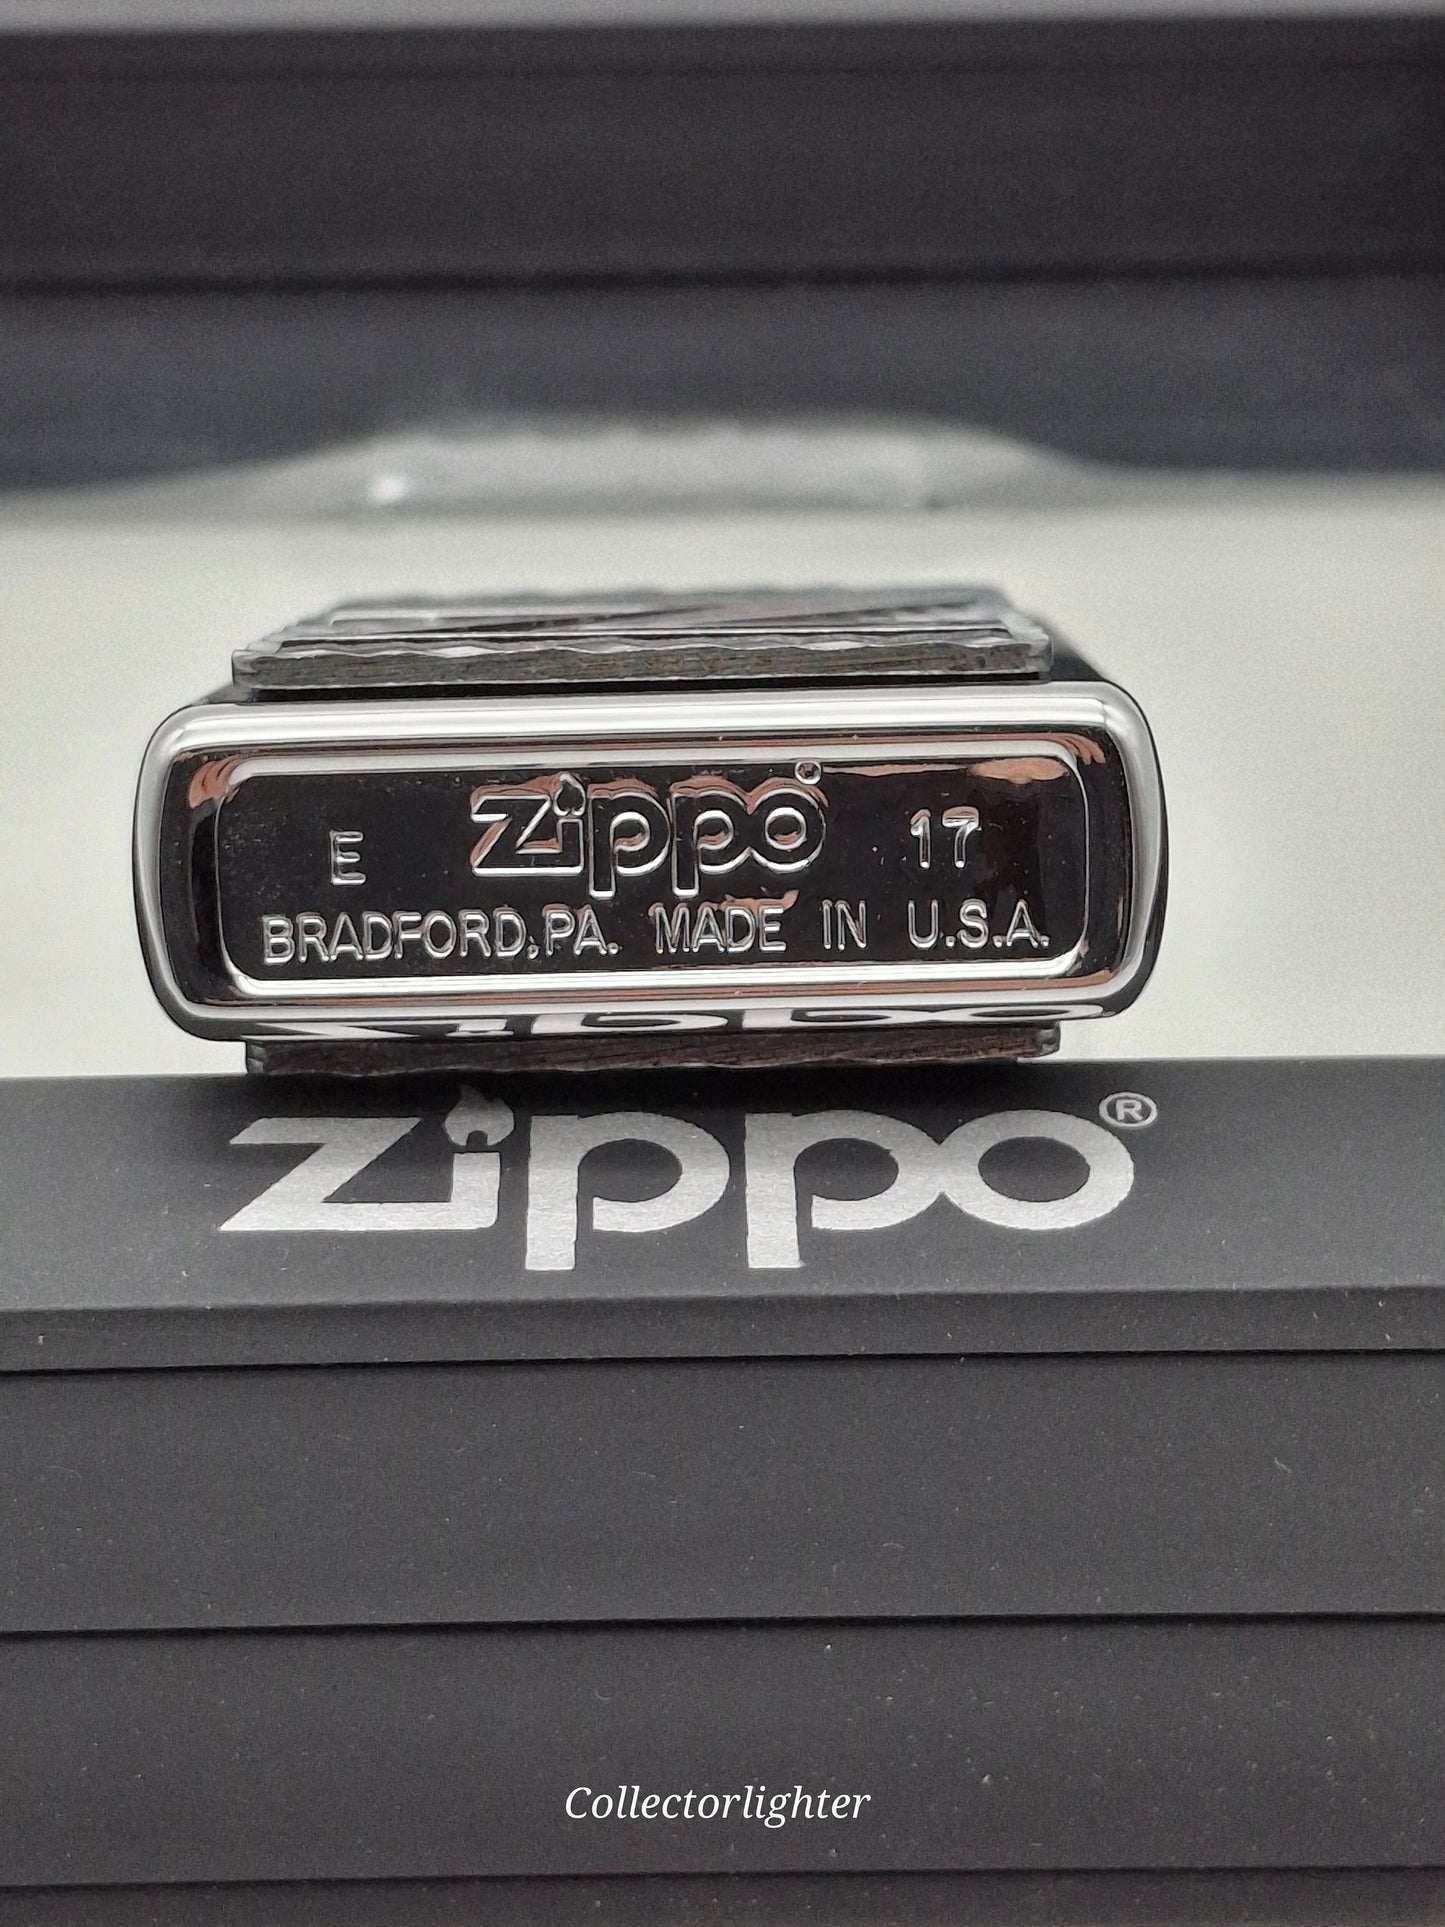 E zippo® 17
BRADFORD, PA. MADE IN U.S.A.
zippo®
Collectorlighter